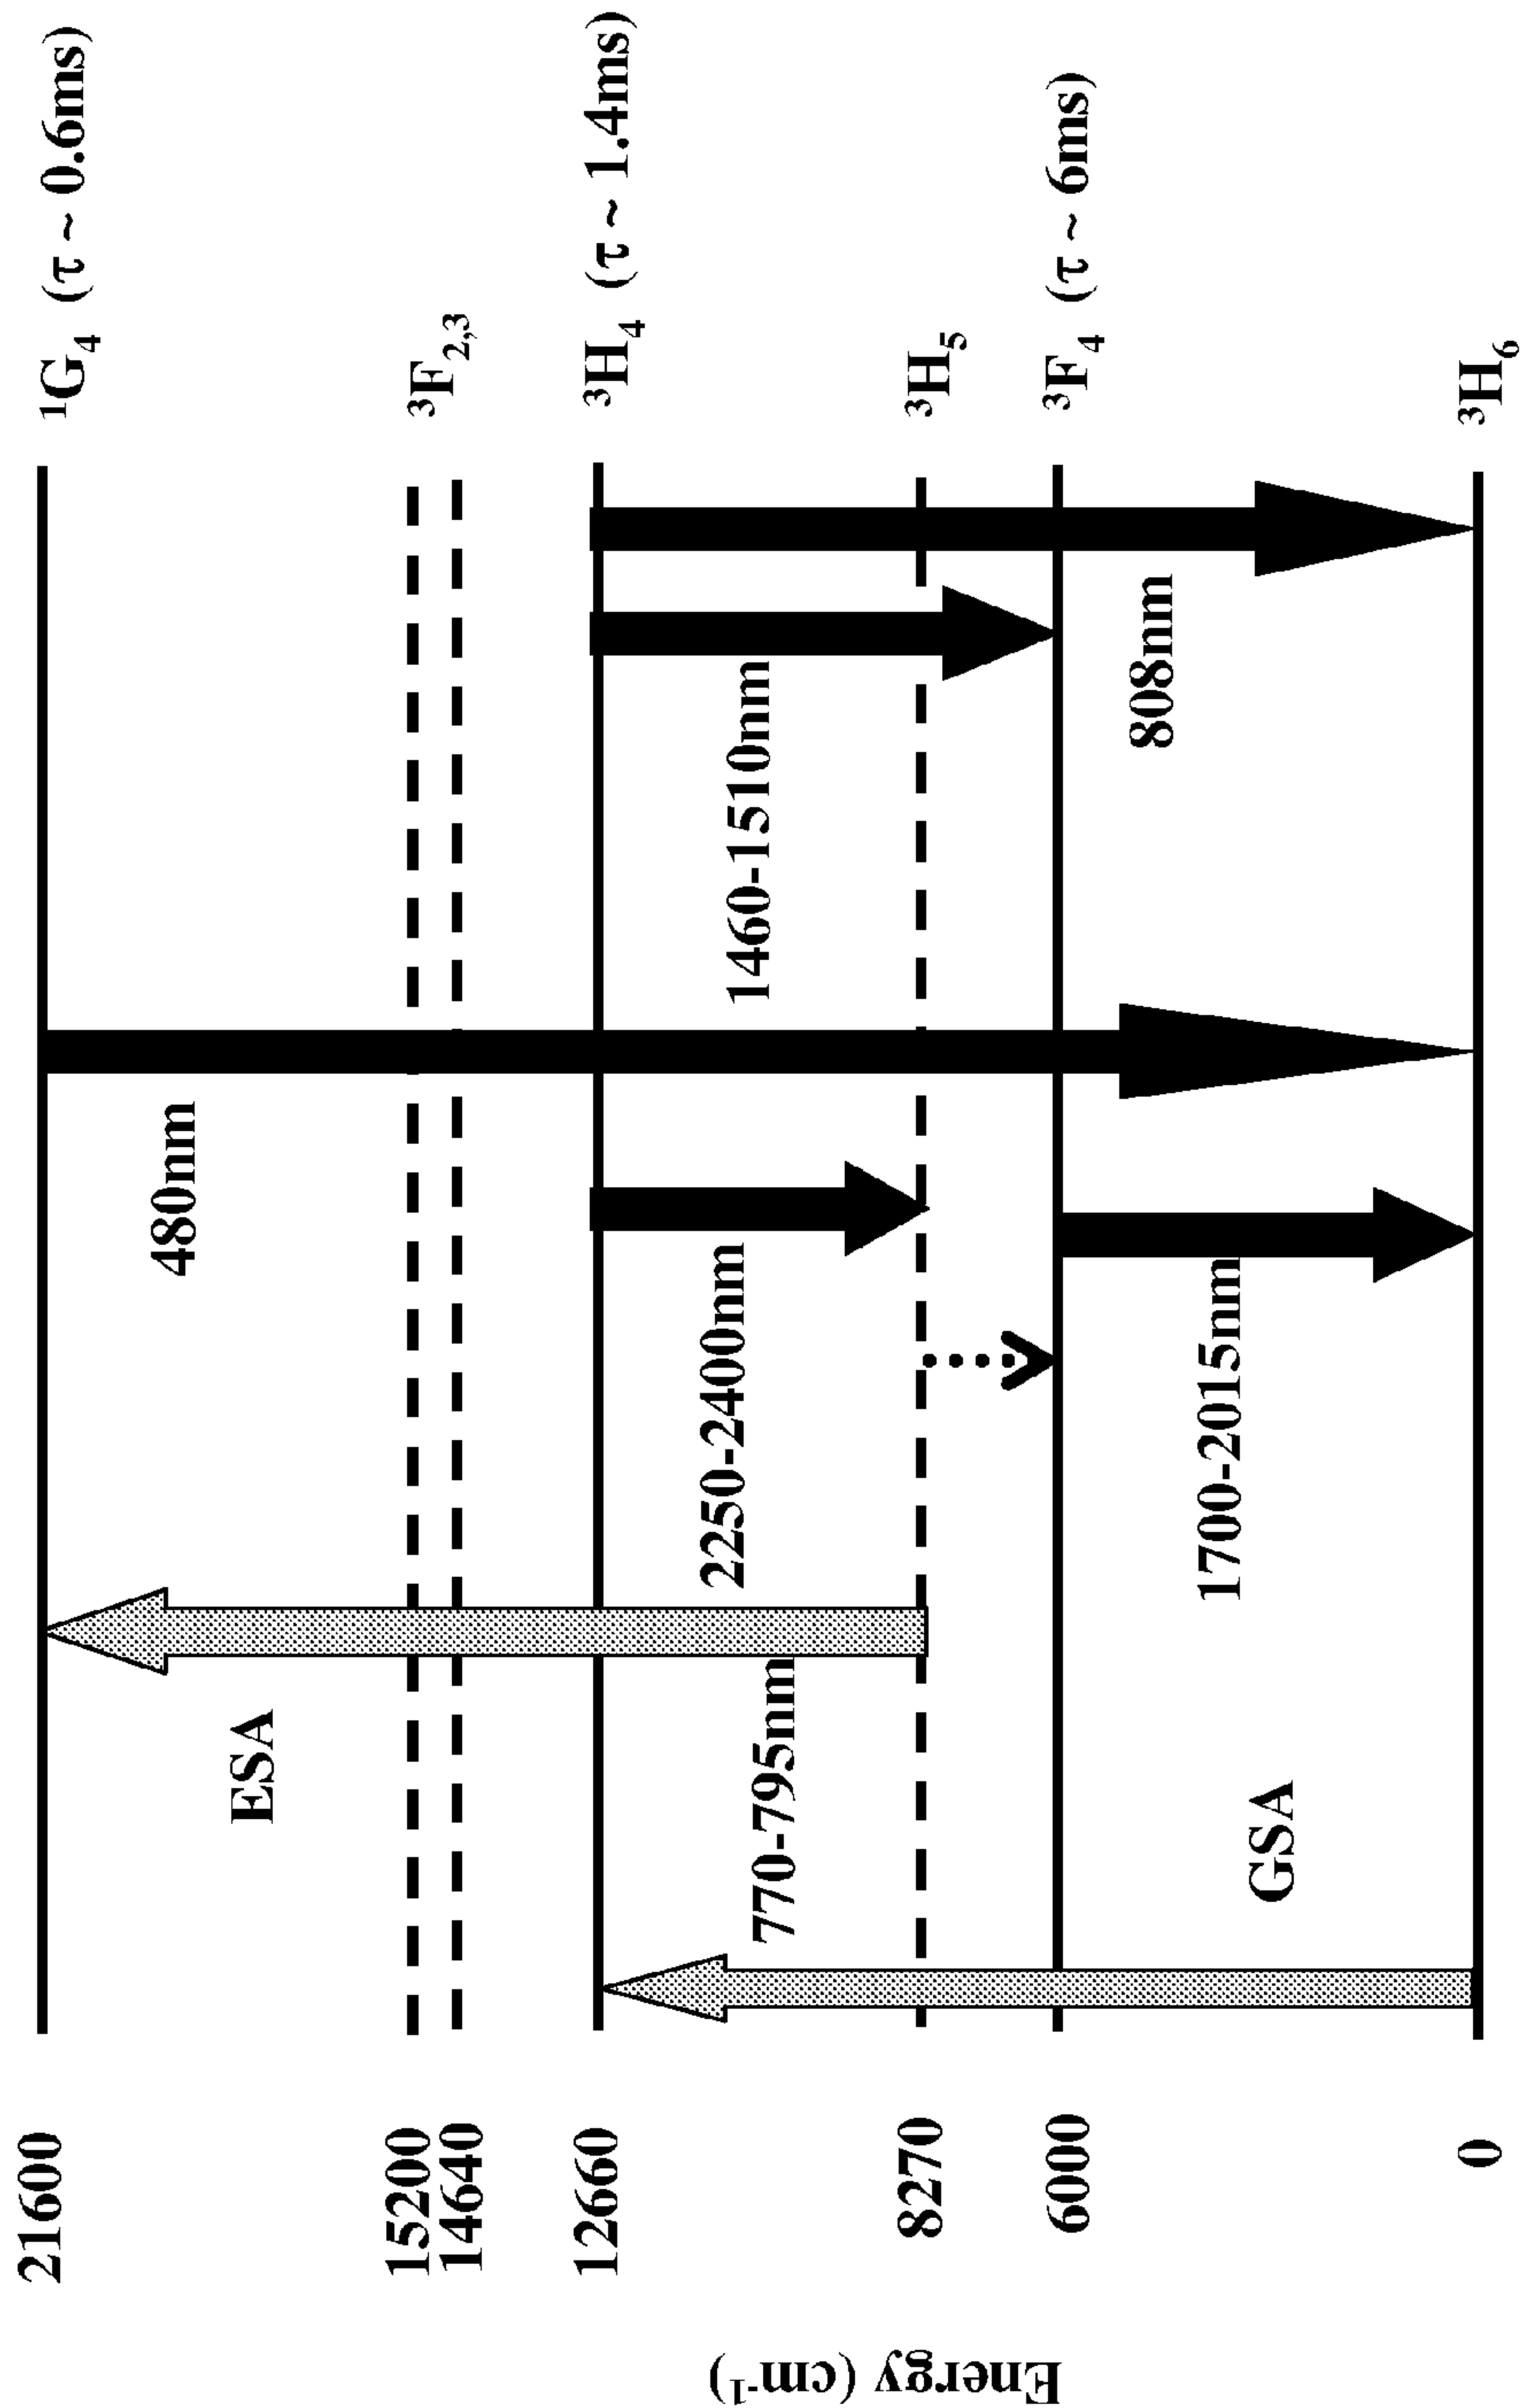 Energy (cm⁻¹)
21600
15200
14640
12660
8270
6000
0
ESA
480nm
770-795nm
2250-2400nm
1460-1510nm
GSA
1700-2015nm
808nm
¹G₄ (τ ~ 0.6ms)
³F₂,₃
³H₄ (τ ~ 1.4ms)
³H₅
³F₄ (τ ~ 6ms)
³H₆